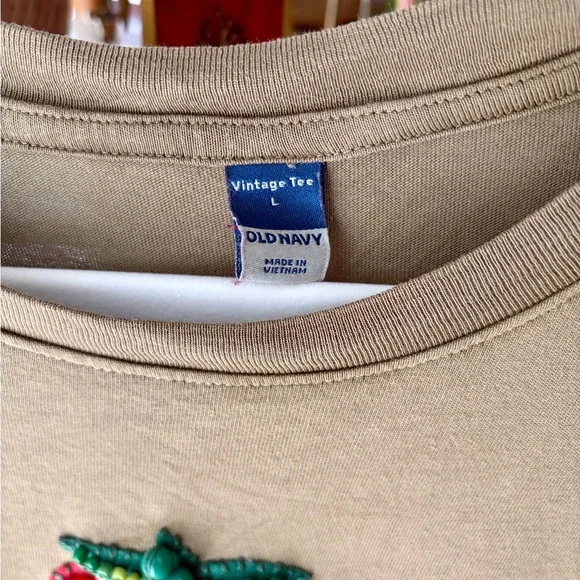 Vintage Tee
L
OLD NAVY
MADE IN
VIETNAM